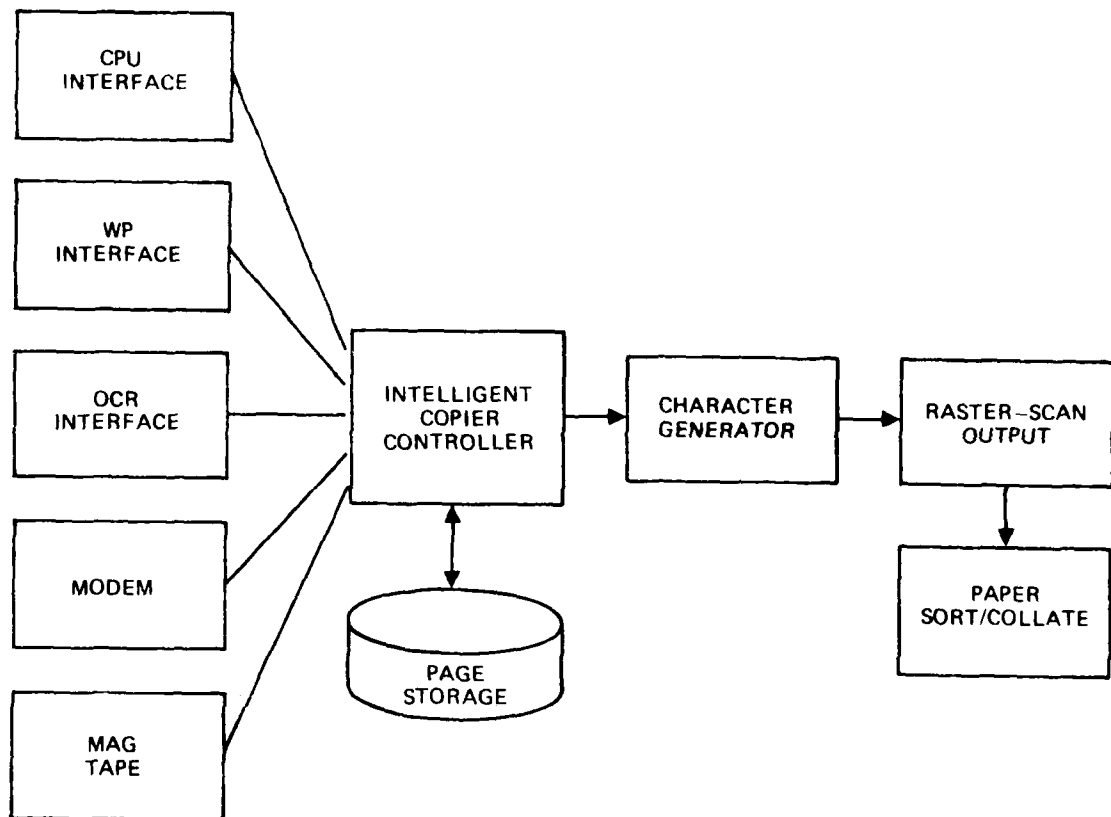 CPU
INTERFACE
WP
INTERFACE
OCR
INTERFACE
MODEM
MAG
TAPE
INTELLIGENT
COPIER
CONTROLLER
PAGE
STORAGE
CHARACTER
GENERATOR
RASTER-SCAN
OUTPUT
PAPER
SORT/COLLATE